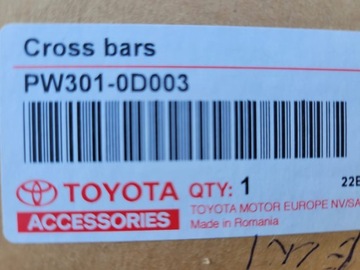 Cross bars
PW301-0D003
TOYOTA QTY: 1
ACCESSORIES
TOYOTA MOTOR EUROPE NV/SA
Made in Romania